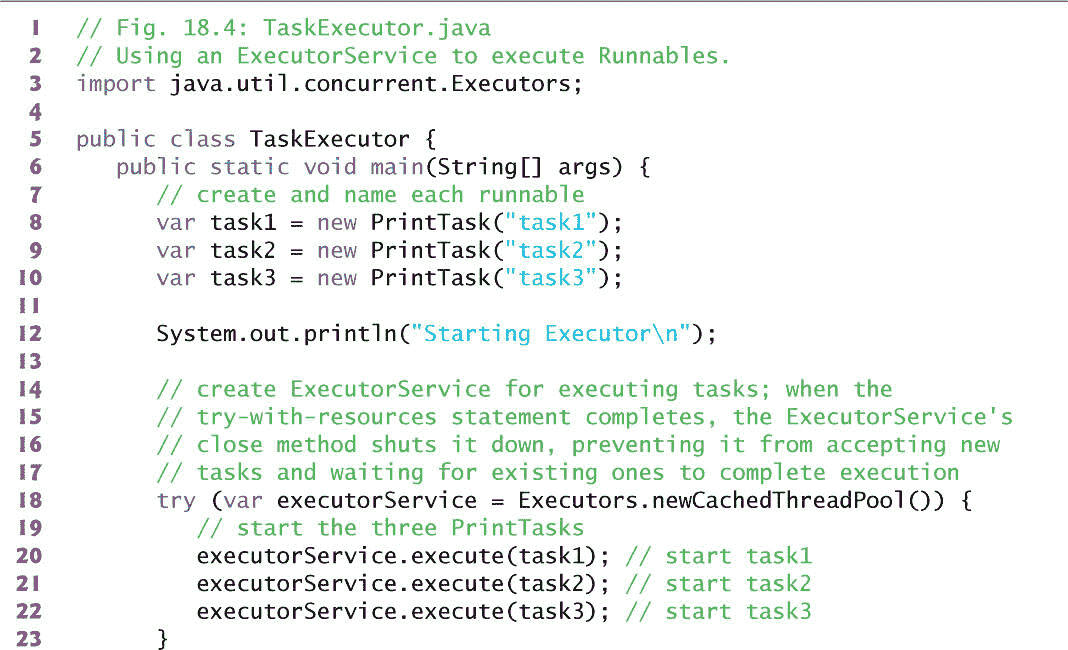 1 // Fig. 18.4: TaskExecutor.java
2 // Using an ExecutorService to execute Runnables.
3 import java.util.concurrent.Executors;
4
5 public class TaskExecutor {
6    public static void main(String[] args) {
7       // create and name each runnable
8       var task1 = new PrintTask("task1");
9       var task2 = new PrintTask("task2");
10       var task3 = new PrintTask("task3");
11
12       System.out.println("Starting Executor\n");
13
14       // create ExecutorService for executing tasks; when the
15       // try-with-resources statement completes, the ExecutorService's
16       // close method shuts it down, preventing it from accepting new
17       // tasks and waiting for existing ones to complete execution
18       try (var executorService = Executors.newCachedThreadPool()) {
19          // start the three PrintTasks
20          executorService.execute(task1); // start task1
21          executorService.execute(task2); // start task2
22          executorService.execute(task3); // start task3
23       }